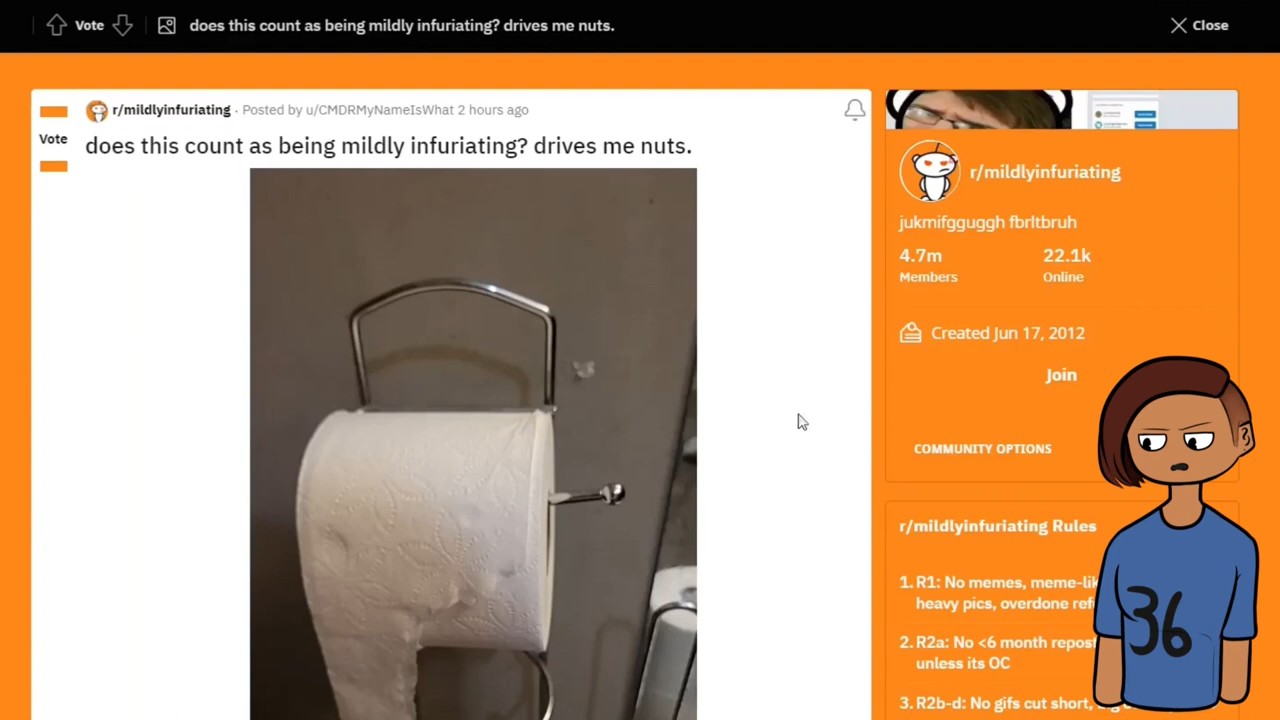 Vote
does this count as being mildly infuriating? drives me nuts.
Close
r/mildlyinfuriating · Posted by u/CMDRMyNameIsWhat 2 hours ago
Vote
does this count as being mildly infuriating? drives me nuts.
r/mildlyinfuriating
jukmifgguggh fbrltbruh
4.7m 22.1k
Members Online
Created Jun 17, 2012
Join
COMMUNITY OPTIONS
r/mildlyinfuriating Rules
1. R1: No memes, meme-lik
heavy pics, overdone ref
2. R2a: No <6 month repost
unless its OC
3. R2b-d: No gifs cut short,
36